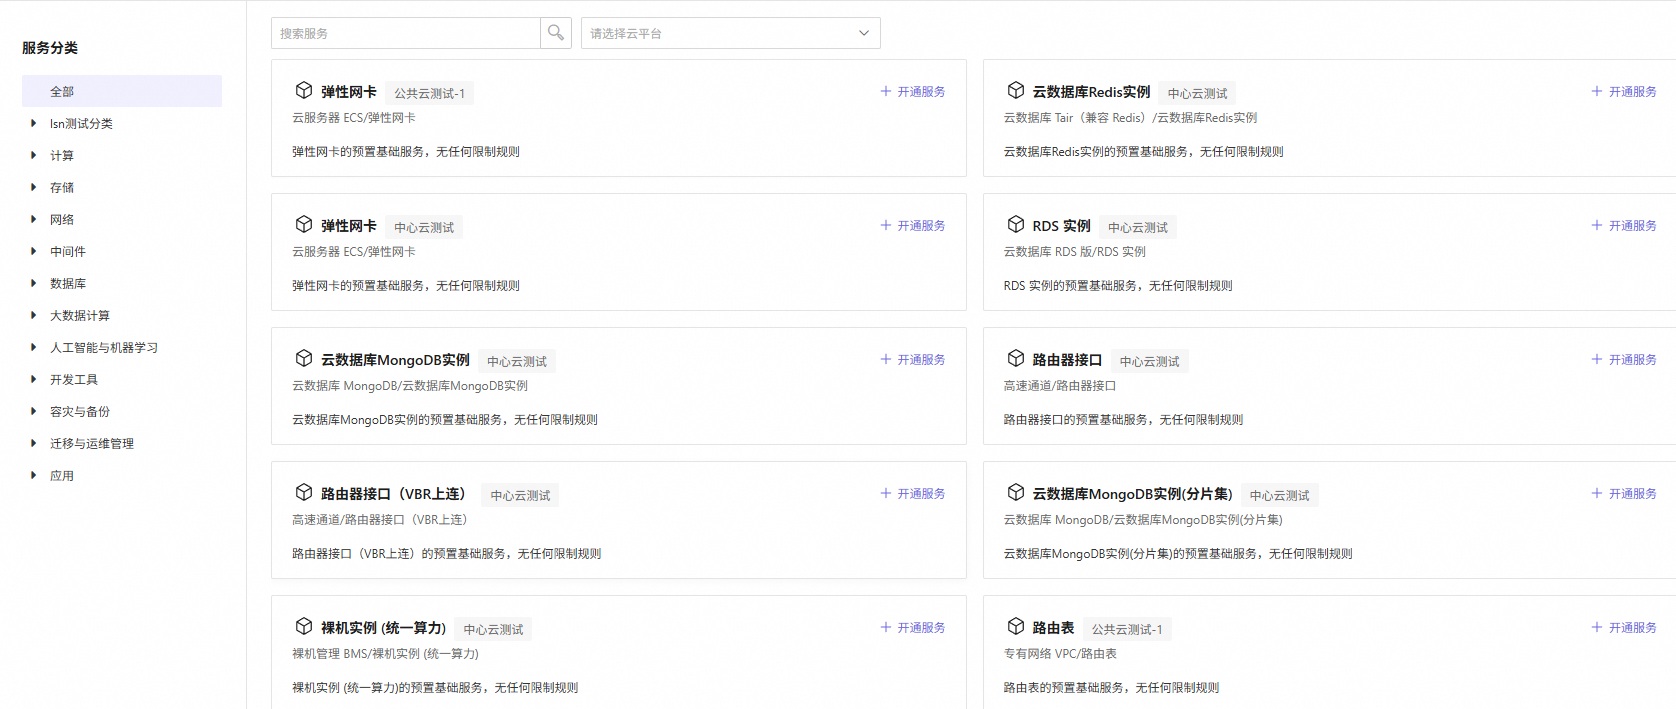 服务分类
全部
lsn测试分类
计算
存储
网络
中间件
数据库
大数据计算
人工智能与机器学习
开发工具
容灾与备份
迁移与运维管理
应用
搜索服务
请选择云平台
弹性网卡 公共云测试-1 + 开通服务
云服务器 ECS/弹性网卡
弹性网卡的预置基础服务，无任何限制规则
云数据库Redis实例 中心云测试 + 开通服务
云数据库 Tair（兼容 Redis）/云数据库Redis实例
云数据库Redis实例的预置基础服务，无任何限制规则
弹性网卡 中心云测试 + 开通服务
云服务器 ECS/弹性网卡
弹性网卡的预置基础服务，无任何限制规则
RDS 实例 中心云测试 + 开通服务
云数据库 RDS 版/RDS 实例
RDS 实例的预置基础服务，无任何限制规则
云数据库MongoDB实例 中心云测试 + 开通服务
云数据库 MongoDB/云数据库MongoDB实例
云数据库MongoDB实例的预置基础服务，无任何限制规则
路由器接口 中心云测试 + 开通服务
高速通道/路由器接口
路由器接口的预置基础服务，无任何限制规则
路由器接口（VBR上连） 中心云测试 + 开通服务
高速通道/路由器接口（VBR上连）
路由器接口（VBR上连）的预置基础服务，无任何限制规则
云数据库MongoDB实例(分片集) 中心云测试 + 开通服务
云数据库 MongoDB/云数据库MongoDB实例(分片集)
云数据库MongoDB实例(分片集)的预置基础服务，无任何限制规则
裸机实例 (统一算力) 中心云测试 + 开通服务
裸机管理 BMS/裸机实例 (统一算力)
裸机实例 (统一算力)的预置基础服务，无任何限制规则
路由表 公共云测试-1 + 开通服务
专有网络 VPC/路由表
路由表的预置基础服务，无任何限制规则